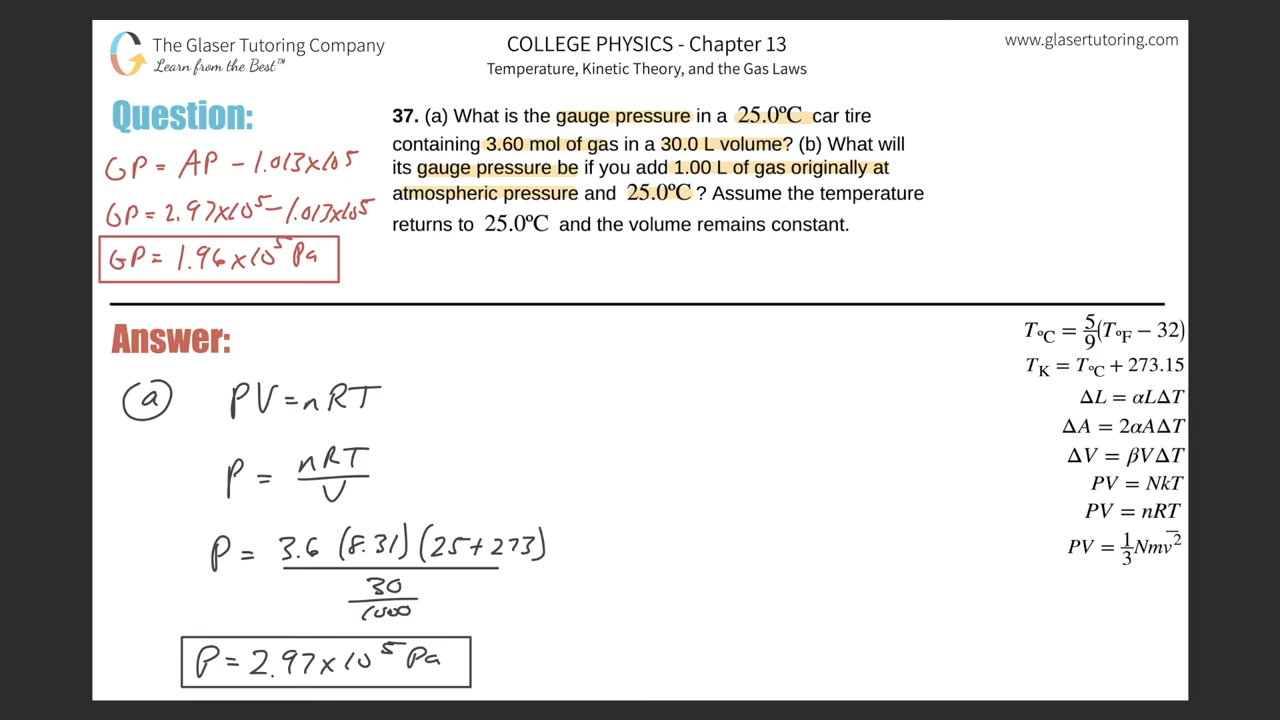 The Glaser Tutoring Company
Learn from the Best™
COLLEGE PHYSICS - Chapter 13
Temperature, Kinetic Theory, and the Gas Laws
www.glasertutoring.com
Question:
GP = AP - 1.013x10^5
GP = 2.97x10^5 - 1.013x10^5
GP = 1.96x10^5 Pa
37. (a) What is the gauge pressure in a 25.0ºC car tire
containing 3.60 mol of gas in a 30.0 L volume? (b) What will
its gauge pressure be if you add 1.00 L of gas originally at
atmospheric pressure and 25.0ºC ? Assume the temperature
returns to 25.0ºC and the volume remains constant.
Answer:
(a) PV = nRT
P = nRT / V
P = 3.6 (8.31) (25+273) / (30/1000)
P = 2.97x10^5 Pa
TºC = 5/9(TºF − 32)
TK = TºC + 273.15
ΔL = αLΔT
ΔA = 2αAΔT
ΔV = βVΔT
PV = NkT
PV = nRT
PV = 1/3 Nmv̅²